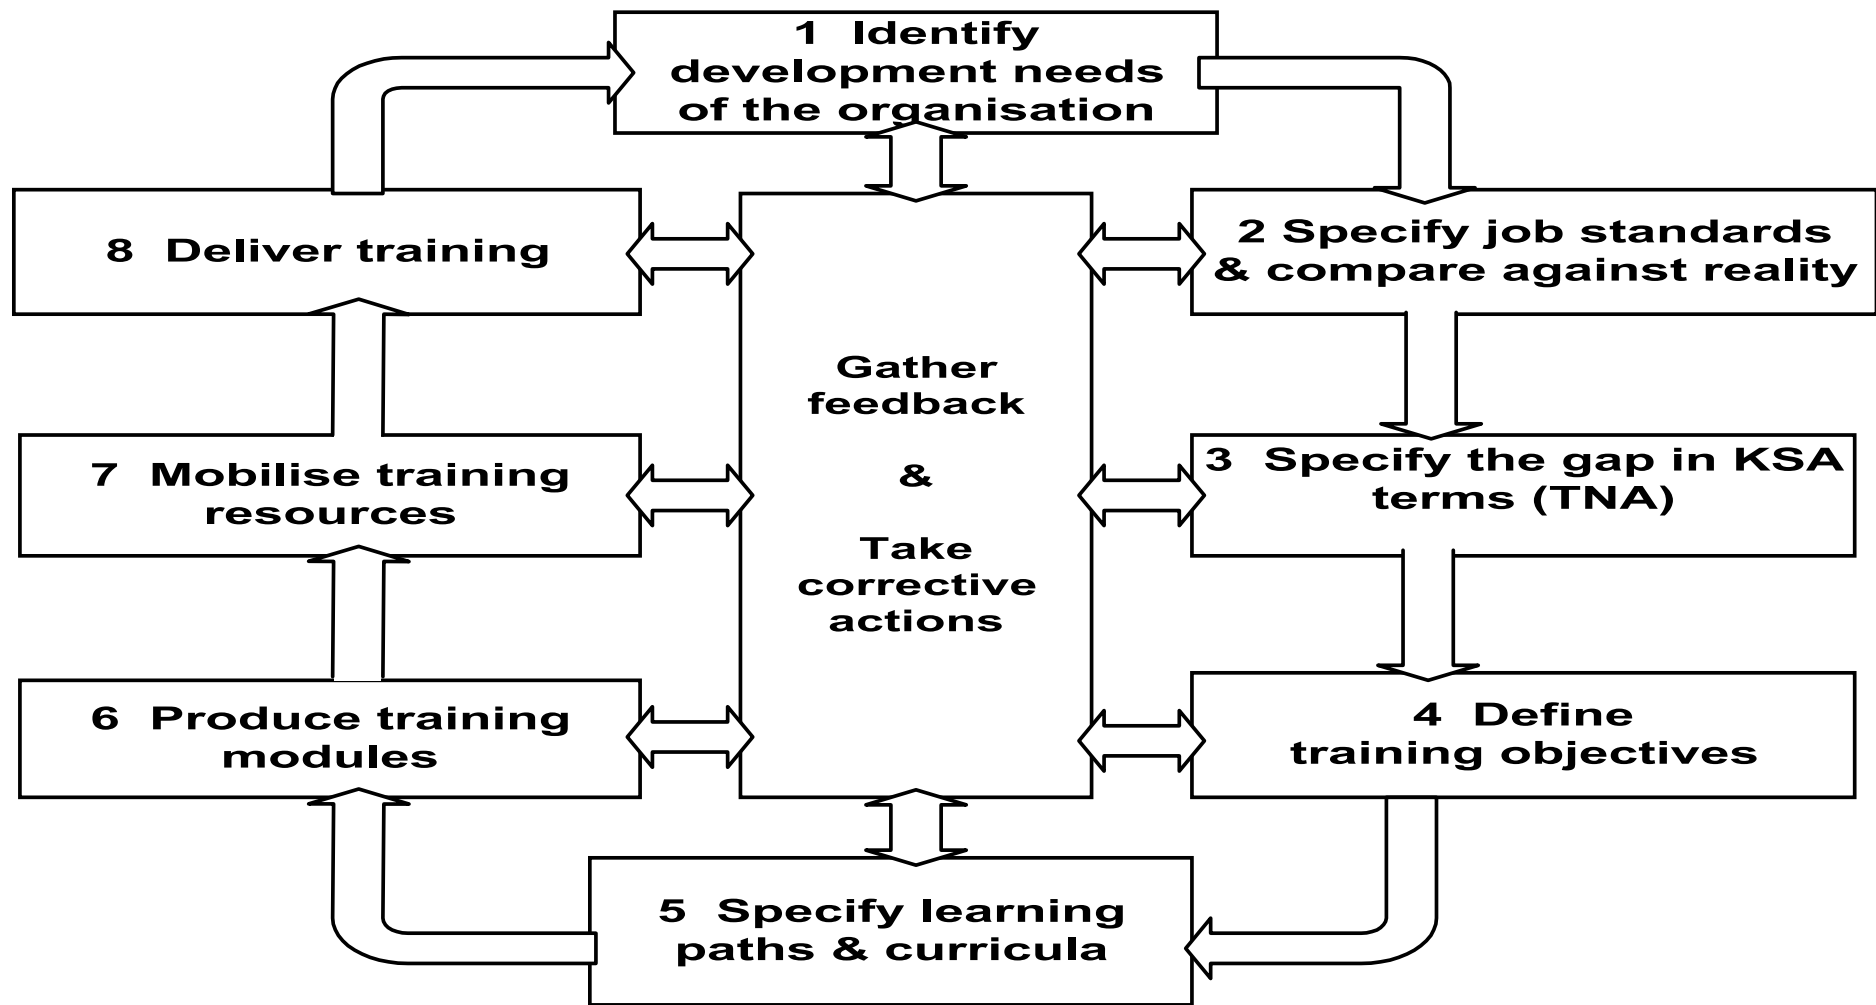 1 Identify
development needs
of the organisation
2 Specify job standards
& compare against reality
3 Specify the gap in KSA
terms (TNA)
4 Define
training objectives
5 Specify learning
paths & curricula
6 Produce training
modules
7 Mobilise training
resources
8 Deliver training
Gather
feedback
&
Take
corrective
actions